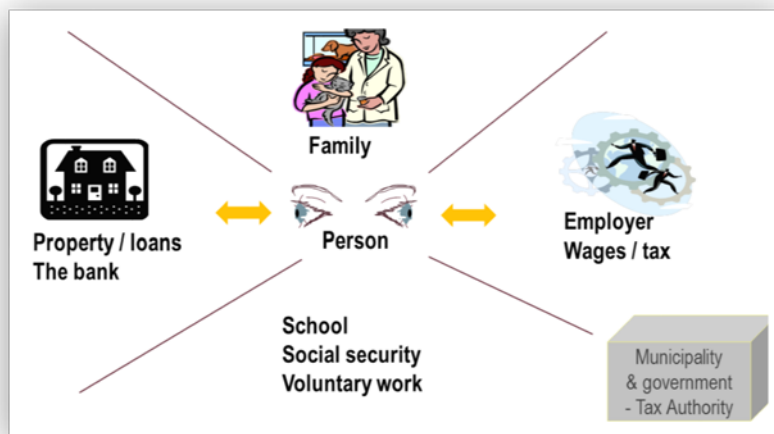 Family
Property / loans
The bank
Person
Employer
Wages / tax
School
Social security
Voluntary work
Municipality
& government
- Tax Authority